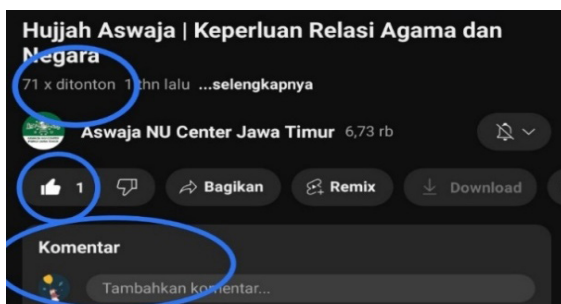 Hujjah Aswaja | Keperluan Relasi Agama dan
Negara
71 x ditonton 1 thn lalu ...selengkapnya
Aswaja NU Center Jawa Timur 6,73 rb
1 Bagikan Remix Download
Komentar
Tambahkan komentar...